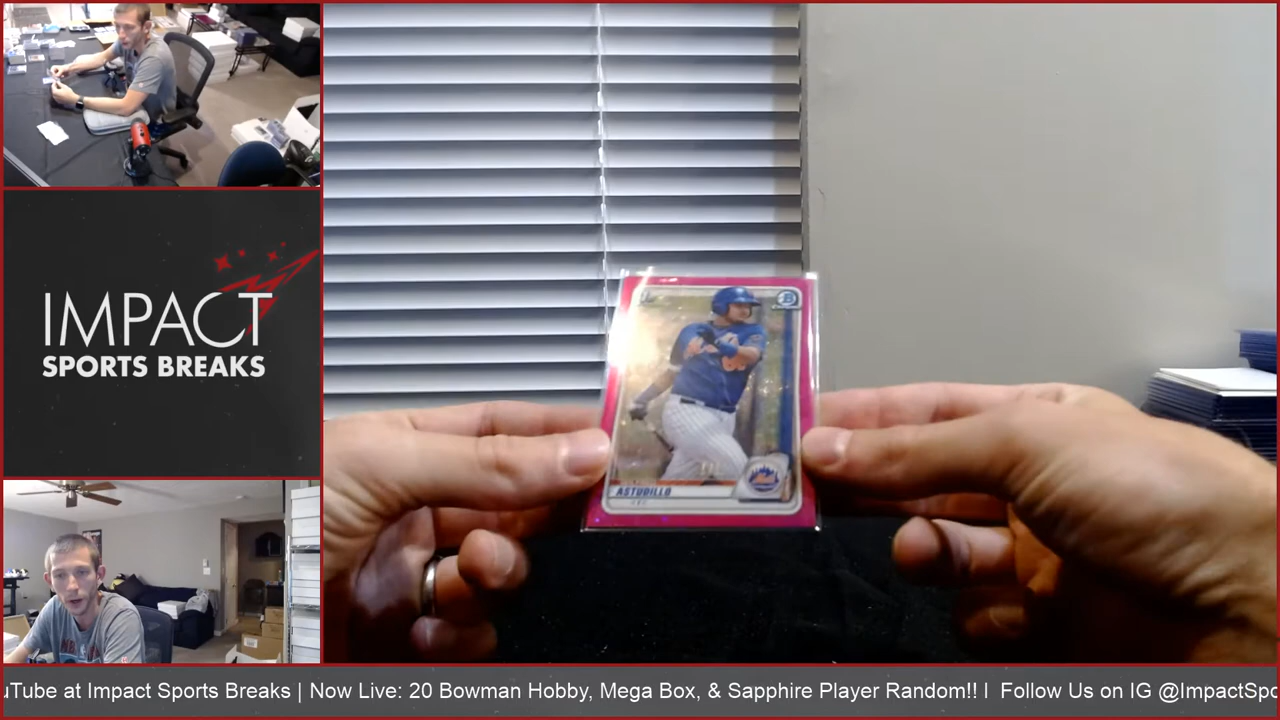 IMPACT
SPORTS BREAKS
ASTUDILLO
uTube at Impact Sports Breaks | Now Live: 20 Bowman Hobby, Mega Box, & Sapphire Player Random!! I Follow Us on IG @ImpactSpo